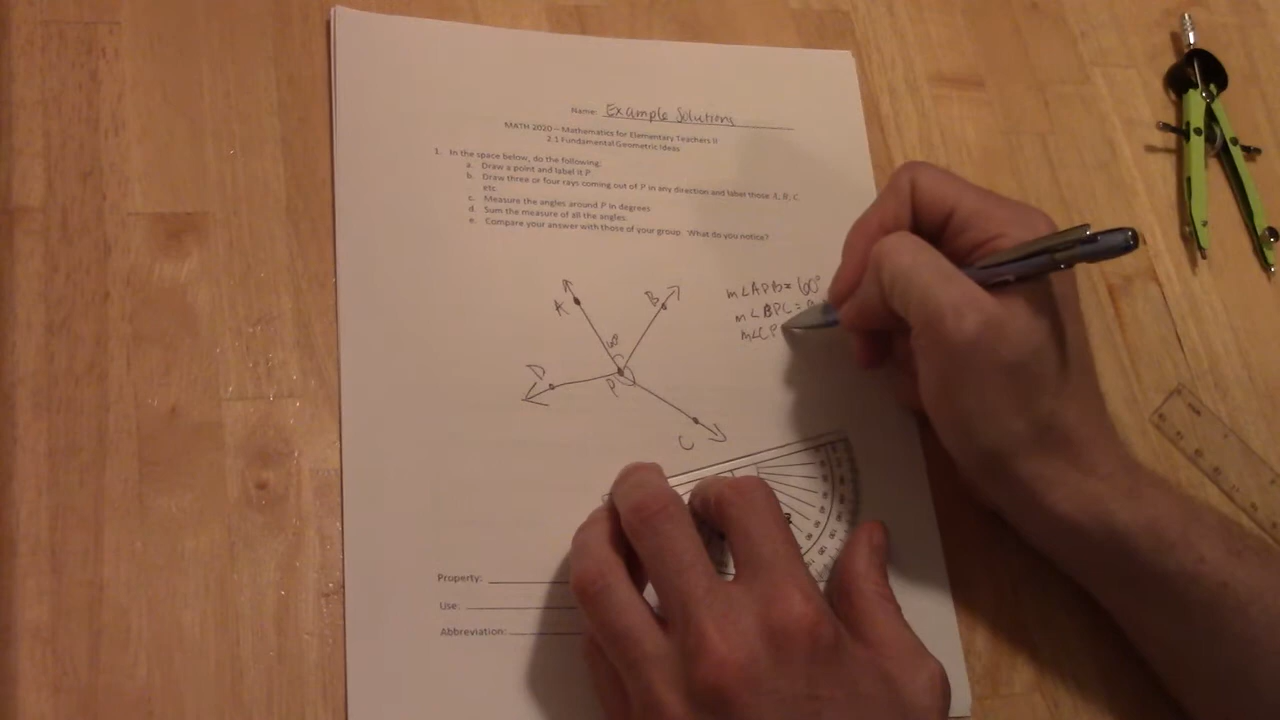 Name: Example Solutions
MATH 2020 – Mathematics for Elementary Teachers II
2.1 Fundamental Geometric Ideas
1. In the space below, do the following:
a. Draw a point and label it P
b. Draw three or four rays coming out of P in any direction and label those A, B, C
etc.
c. Measure the angles around P in degrees
d. Sum the measure of all the angles.
e. Compare your answer with those of your group. What do you notice?
A
B
m∠APB = 60°
m∠BPC =
m∠CP
60
D
P
C
Property:
Use:
Abbreviation: